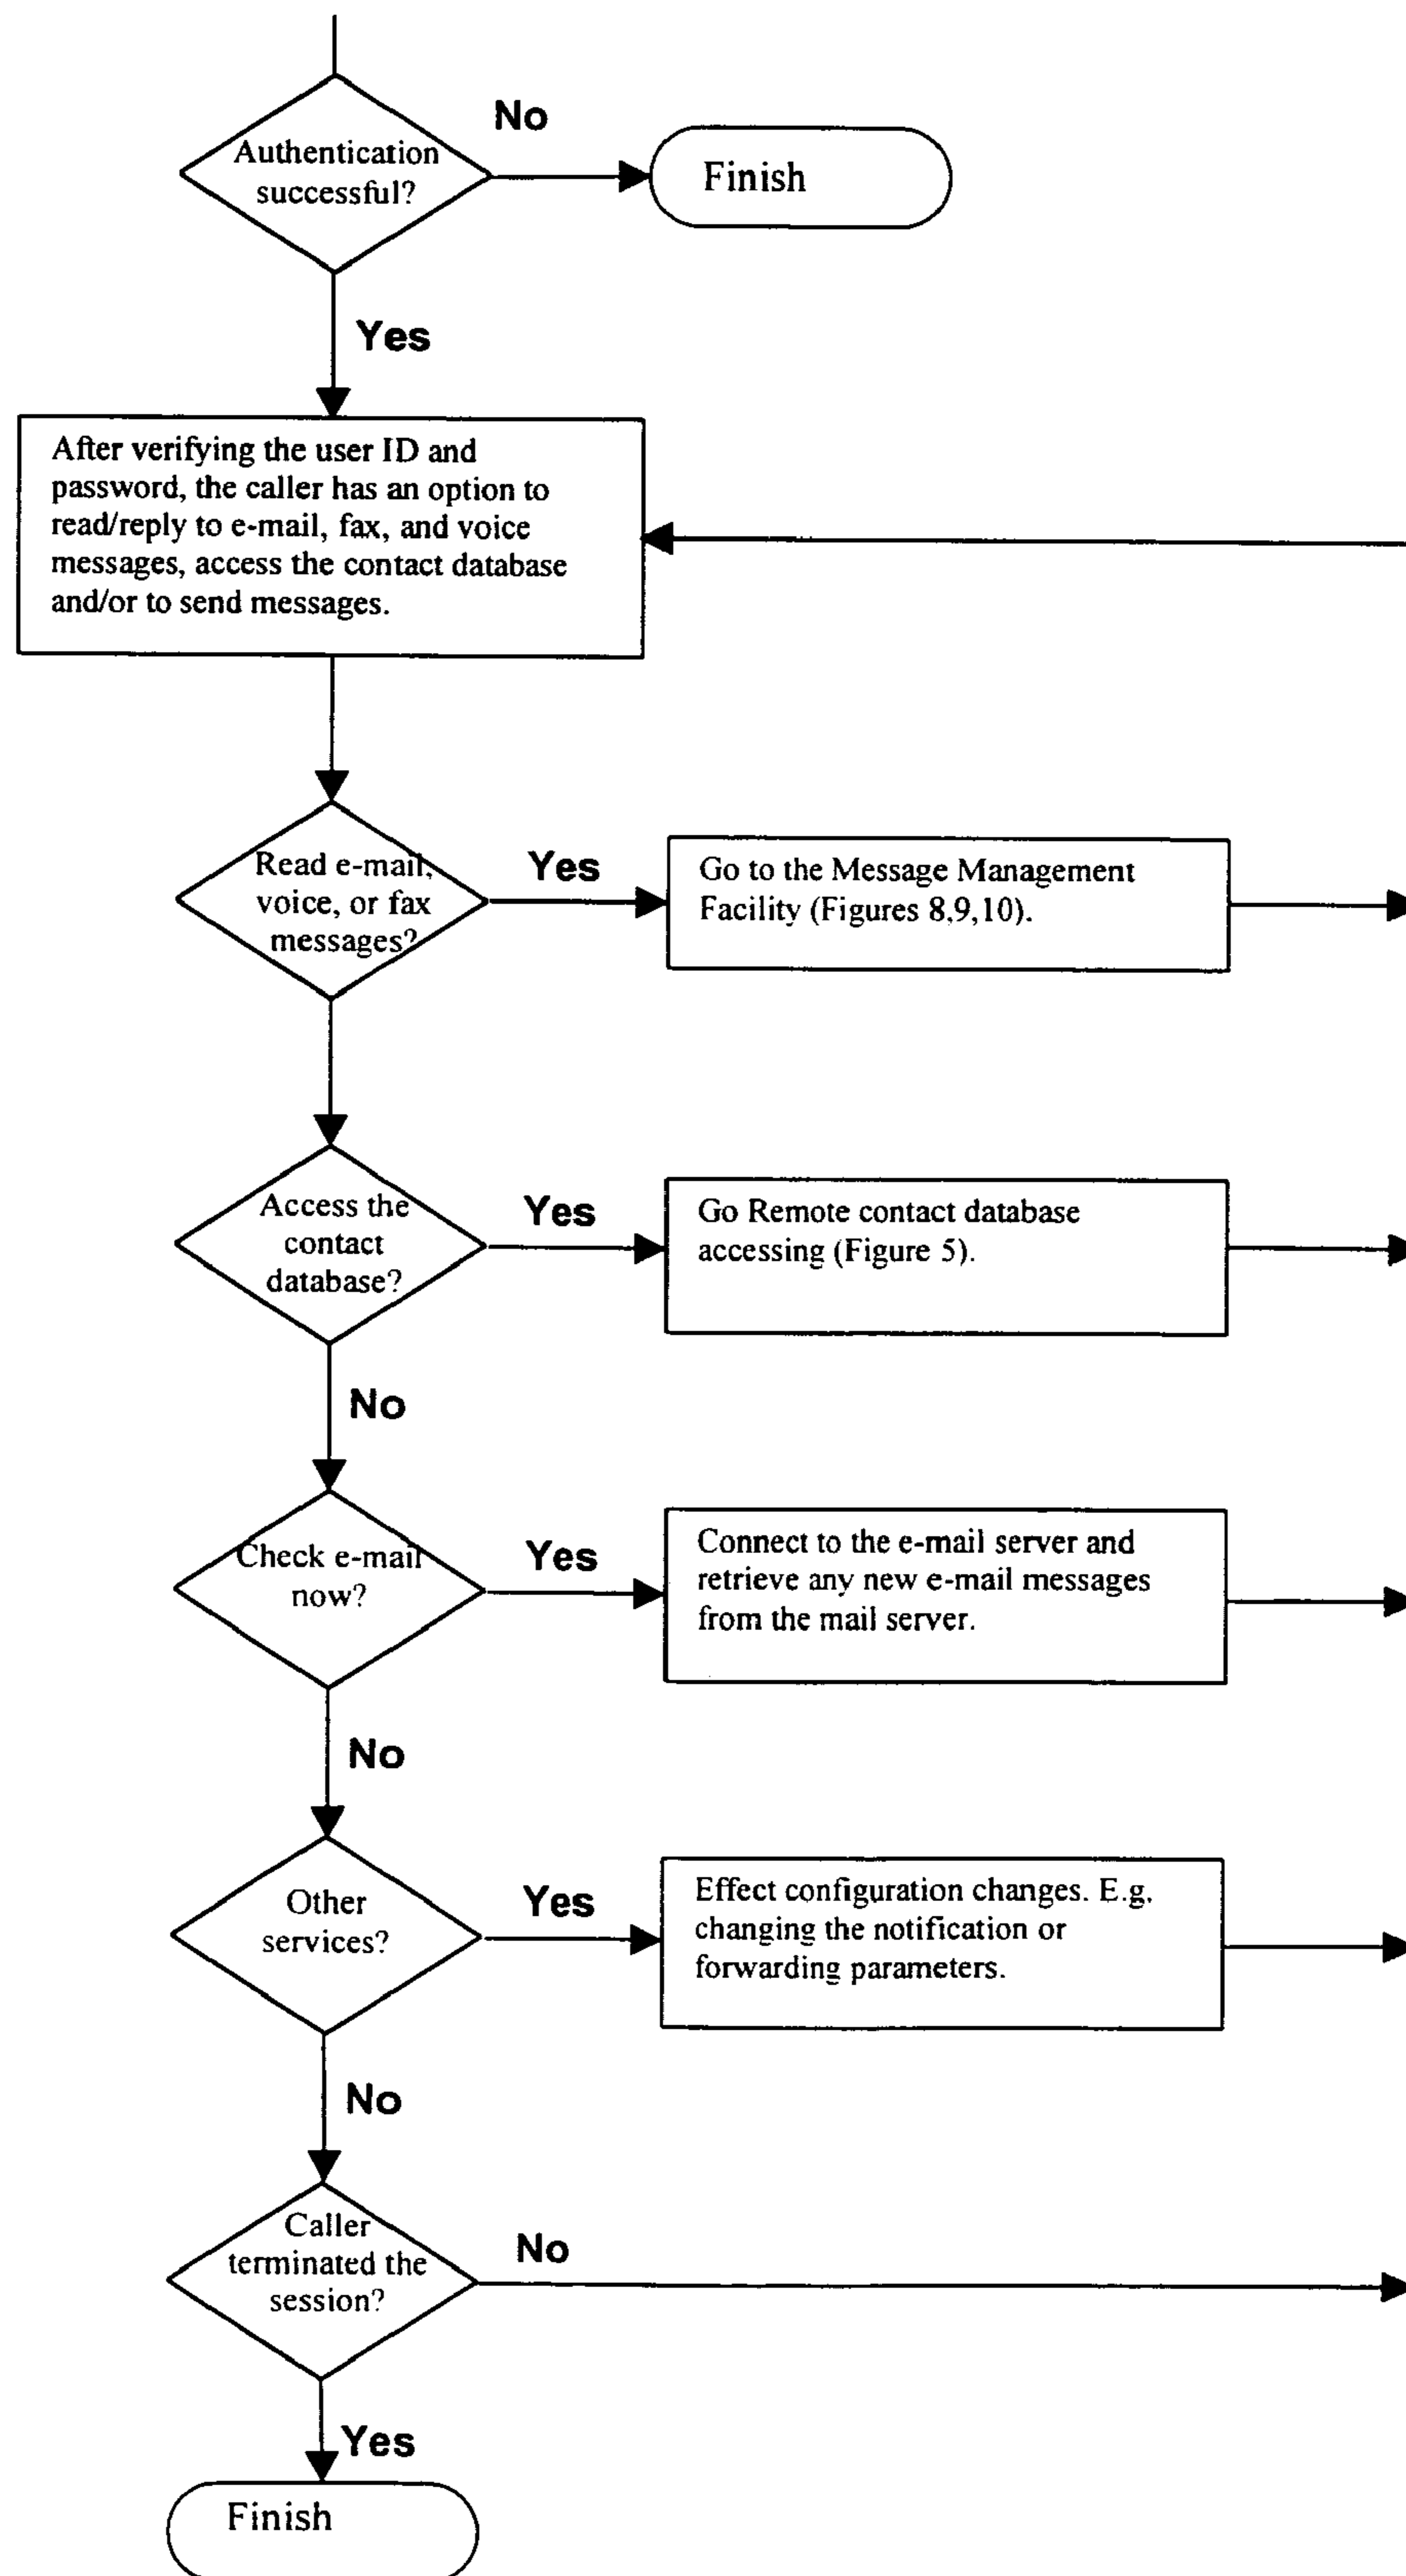 No
Authentication
successful?
Finish
Yes
After verifying the user ID and
password, the caller has an option to
read/reply to e-mail, fax, and voice
messages, access the contact database
and/or to send messages.
Read e-mail,
voice, or fax
messages?
Yes
Go to the Message Management
Facility (Figures 8,9,10).
Access the
contact
database?
Yes
Go Remote contact database
accessing (Figure 5).
No
Check e-mail
now?
Yes
Connect to the e-mail server and
retrieve any new e-mail messages
from the mail server.
No
Other
services?
Yes
Effect configuration changes. E.g.
changing the notification or
forwarding parameters.
No
Caller
terminated the
session?
No
Yes
Finish